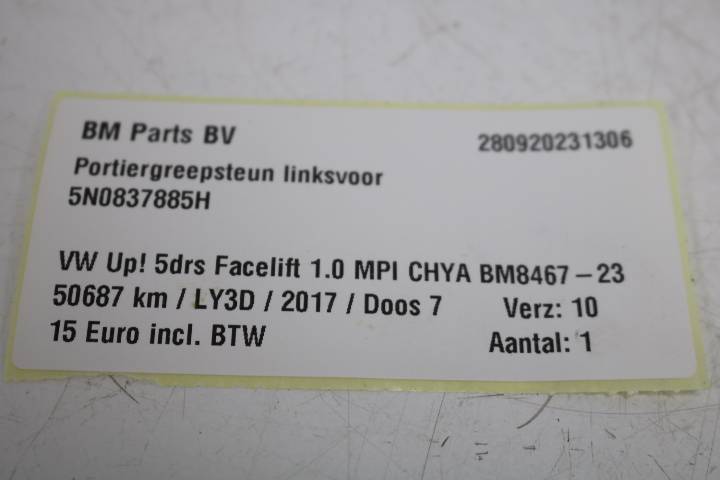 BM Parts BV 280920231306
Portiergreepsteun linksvoor
5N0837885H
VW Up! 5drs Facelift 1.0 MPI CHYA BM8467-23
50687 km / LY3D / 2017 / Doos 7 Verz: 10
15 Euro incl. BTW Aantal: 1